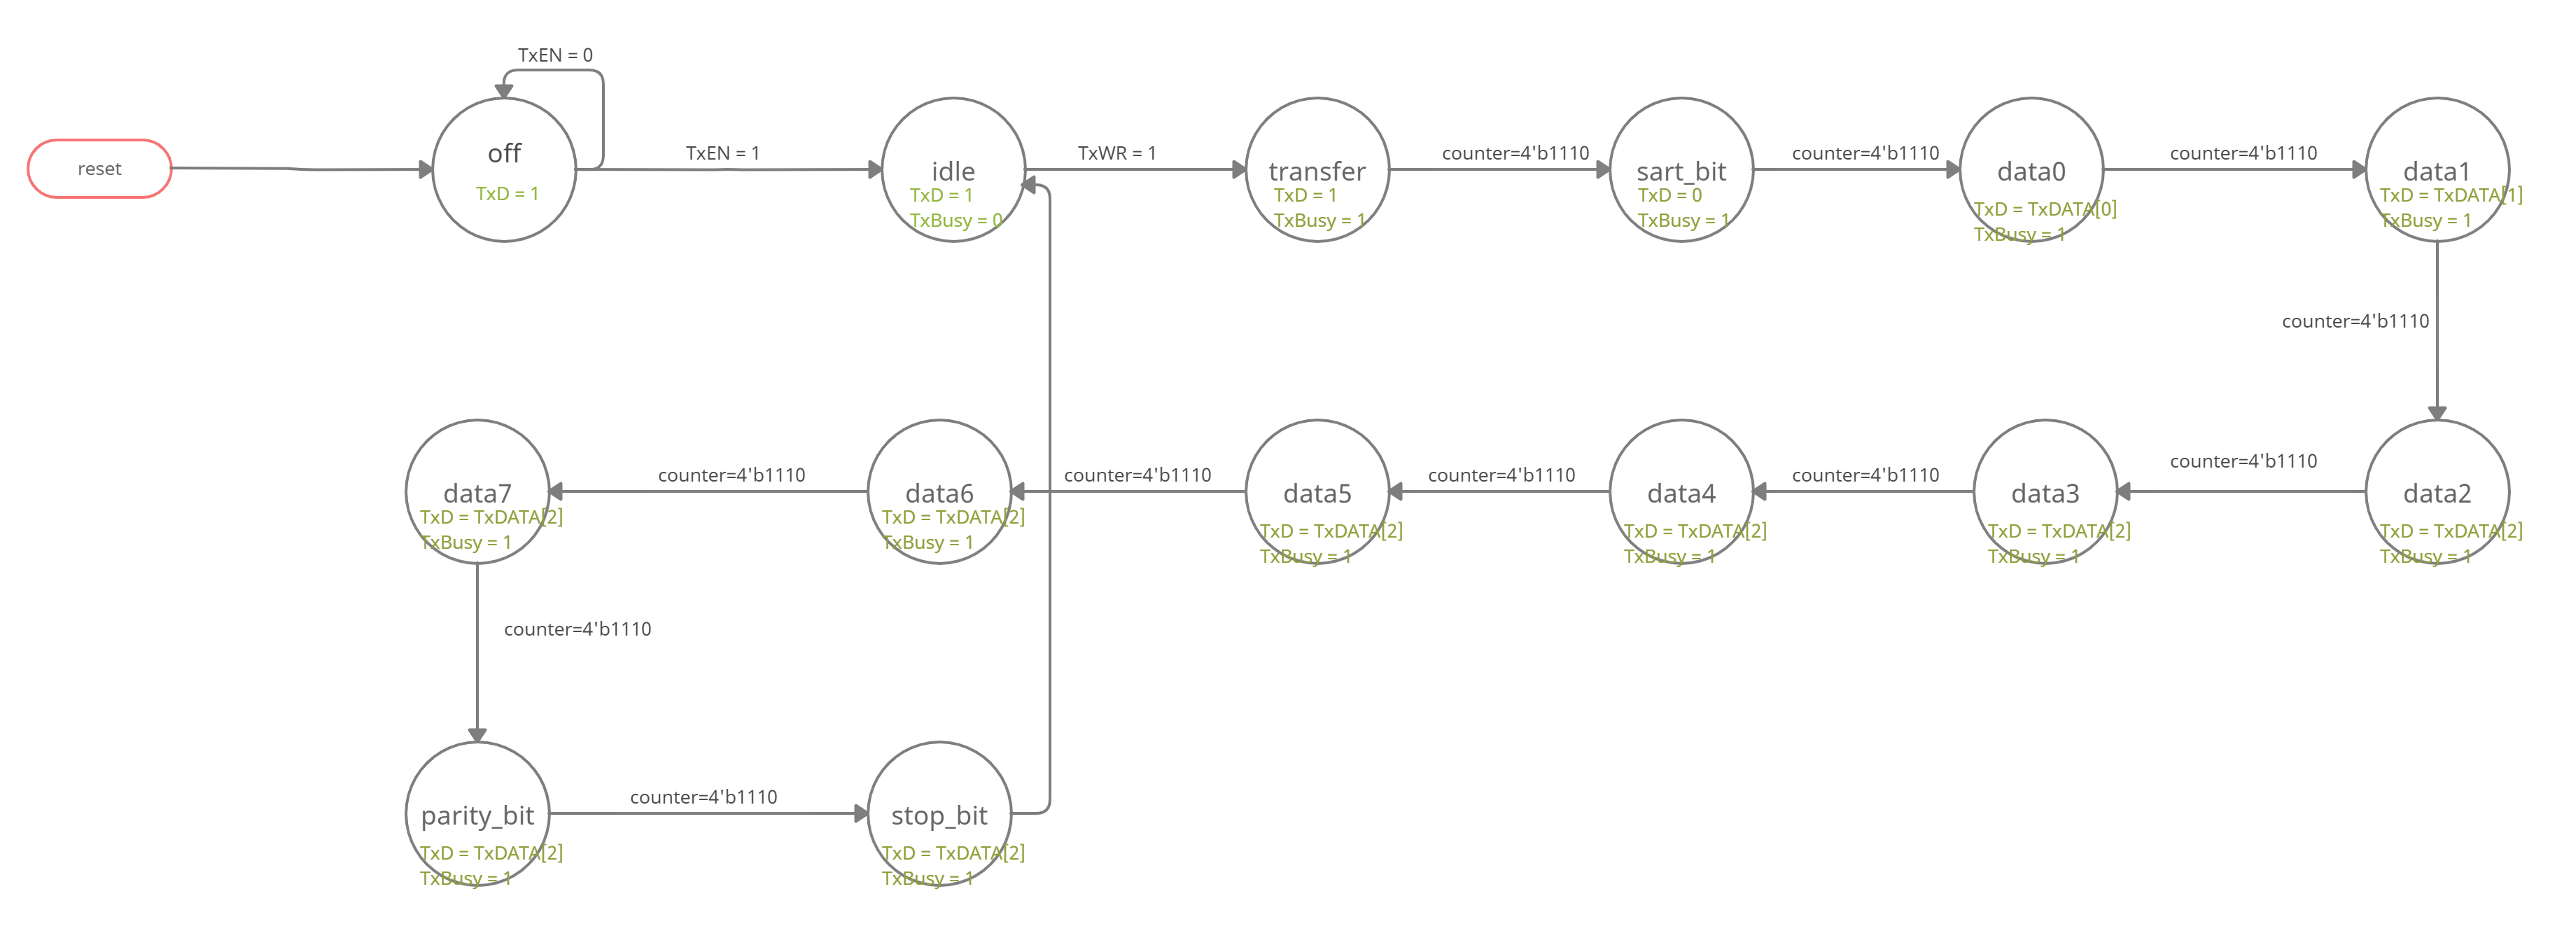 TxEN = 0
reset
off
TxD = 1
TxEN = 1
idle
TxD = 1
TxBusy = 0
TxWR = 1
transfer
TxD = 1
TxBusy = 1
counter=4'b1110
sart_bit
TxD = 0
TxBusy = 1
counter=4'b1110
data0
TxD = TxDATA[0]
TxBusy = 1
counter=4'b1110
data1
TxD = TxDATA[1]
TxBusy = 1
counter=4'b1110
data2
TxD = TxDATA[2]
TxBusy = 1
counter=4'b1110
data3
TxD = TxDATA[2]
TxBusy = 1
counter=4'b1110
data4
TxD = TxDATA[2]
TxBusy = 1
counter=4'b1110
data5
TxD = TxDATA[2]
TxBusy = 1
counter=4'b1110
data6
TxD = TxDATA[2]
TxBusy = 1
counter=4'b1110
data7
TxD = TxDATA[2]
TxBusy = 1
counter=4'b1110
parity_bit
TxD = TxDATA[2]
TxBusy = 1
counter=4'b1110
stop_bit
TxD = TxDATA[2]
TxBusy = 1